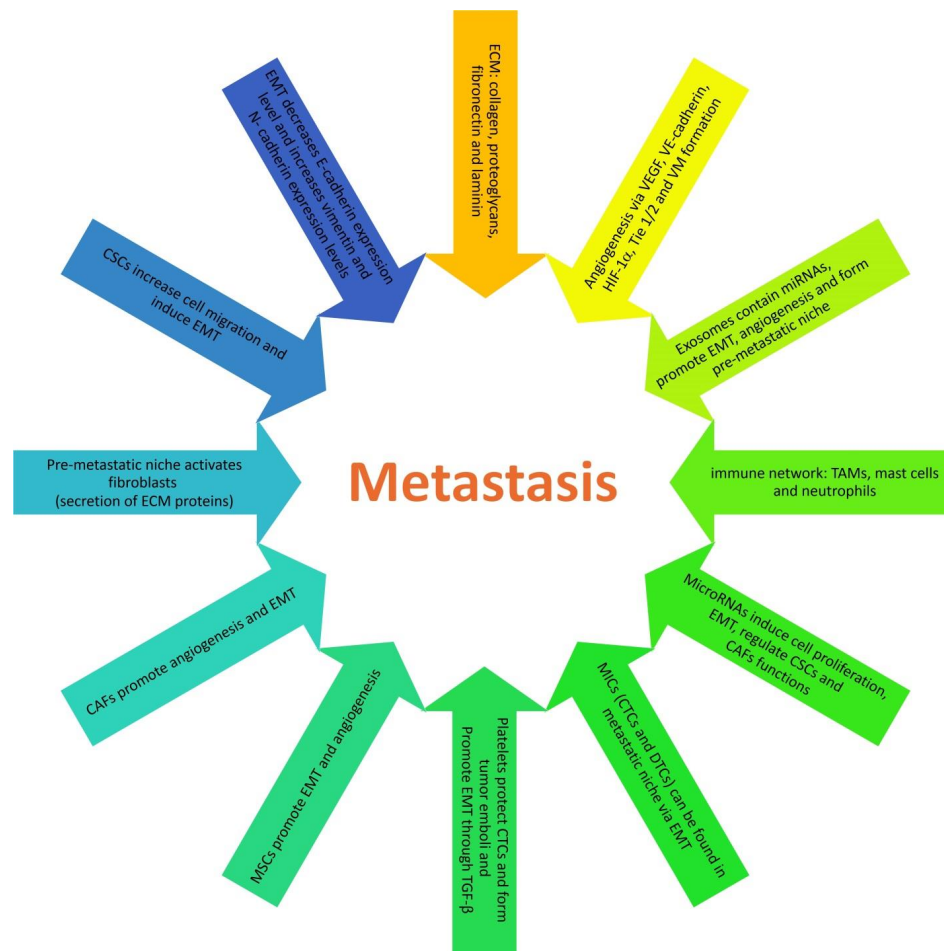 ECM: collagen, proteoglycans,
fibronectin and laminin
Angiogenesis via VEGF, VE-cadherin,
HIF-1α, Tie 1/2 and VM formation
Exosomes contain miRNAs,
promote EMT, angiogenesis and form
pre-metastatic niche
immune network: TAMs, mast cells
and neutrophils
MicroRNAs induce cell proliferation,
EMT, regulate CSCs and
CAFs functions
MICs (CTCs and DTCs) can be found in
metastatic niche via EMT
Platelets protect CTCs and form
tumor emboli and
Promote EMT through TGF-β
MSCs promote EMT and angiogenesis
CAFs promote angiogenesis and EMT
Pre-metastatic niche activates
fibroblasts
(secretion of ECM proteins)
CSCs increase cell migration and
induce EMT
EMT decreases E-cadherin expression
level and increases vimentin and
N- cadherin expression levels
Metastasis